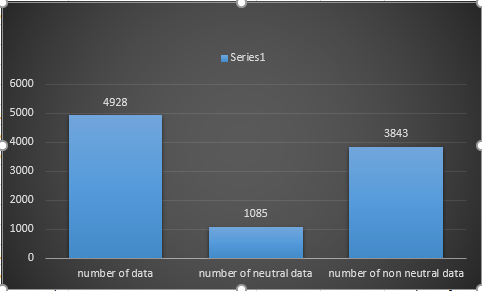 Series1
6000
5000
4000
3000
2000
1000
0
4928
1085
3843
number of data
number of neutral data
number of non neutral data